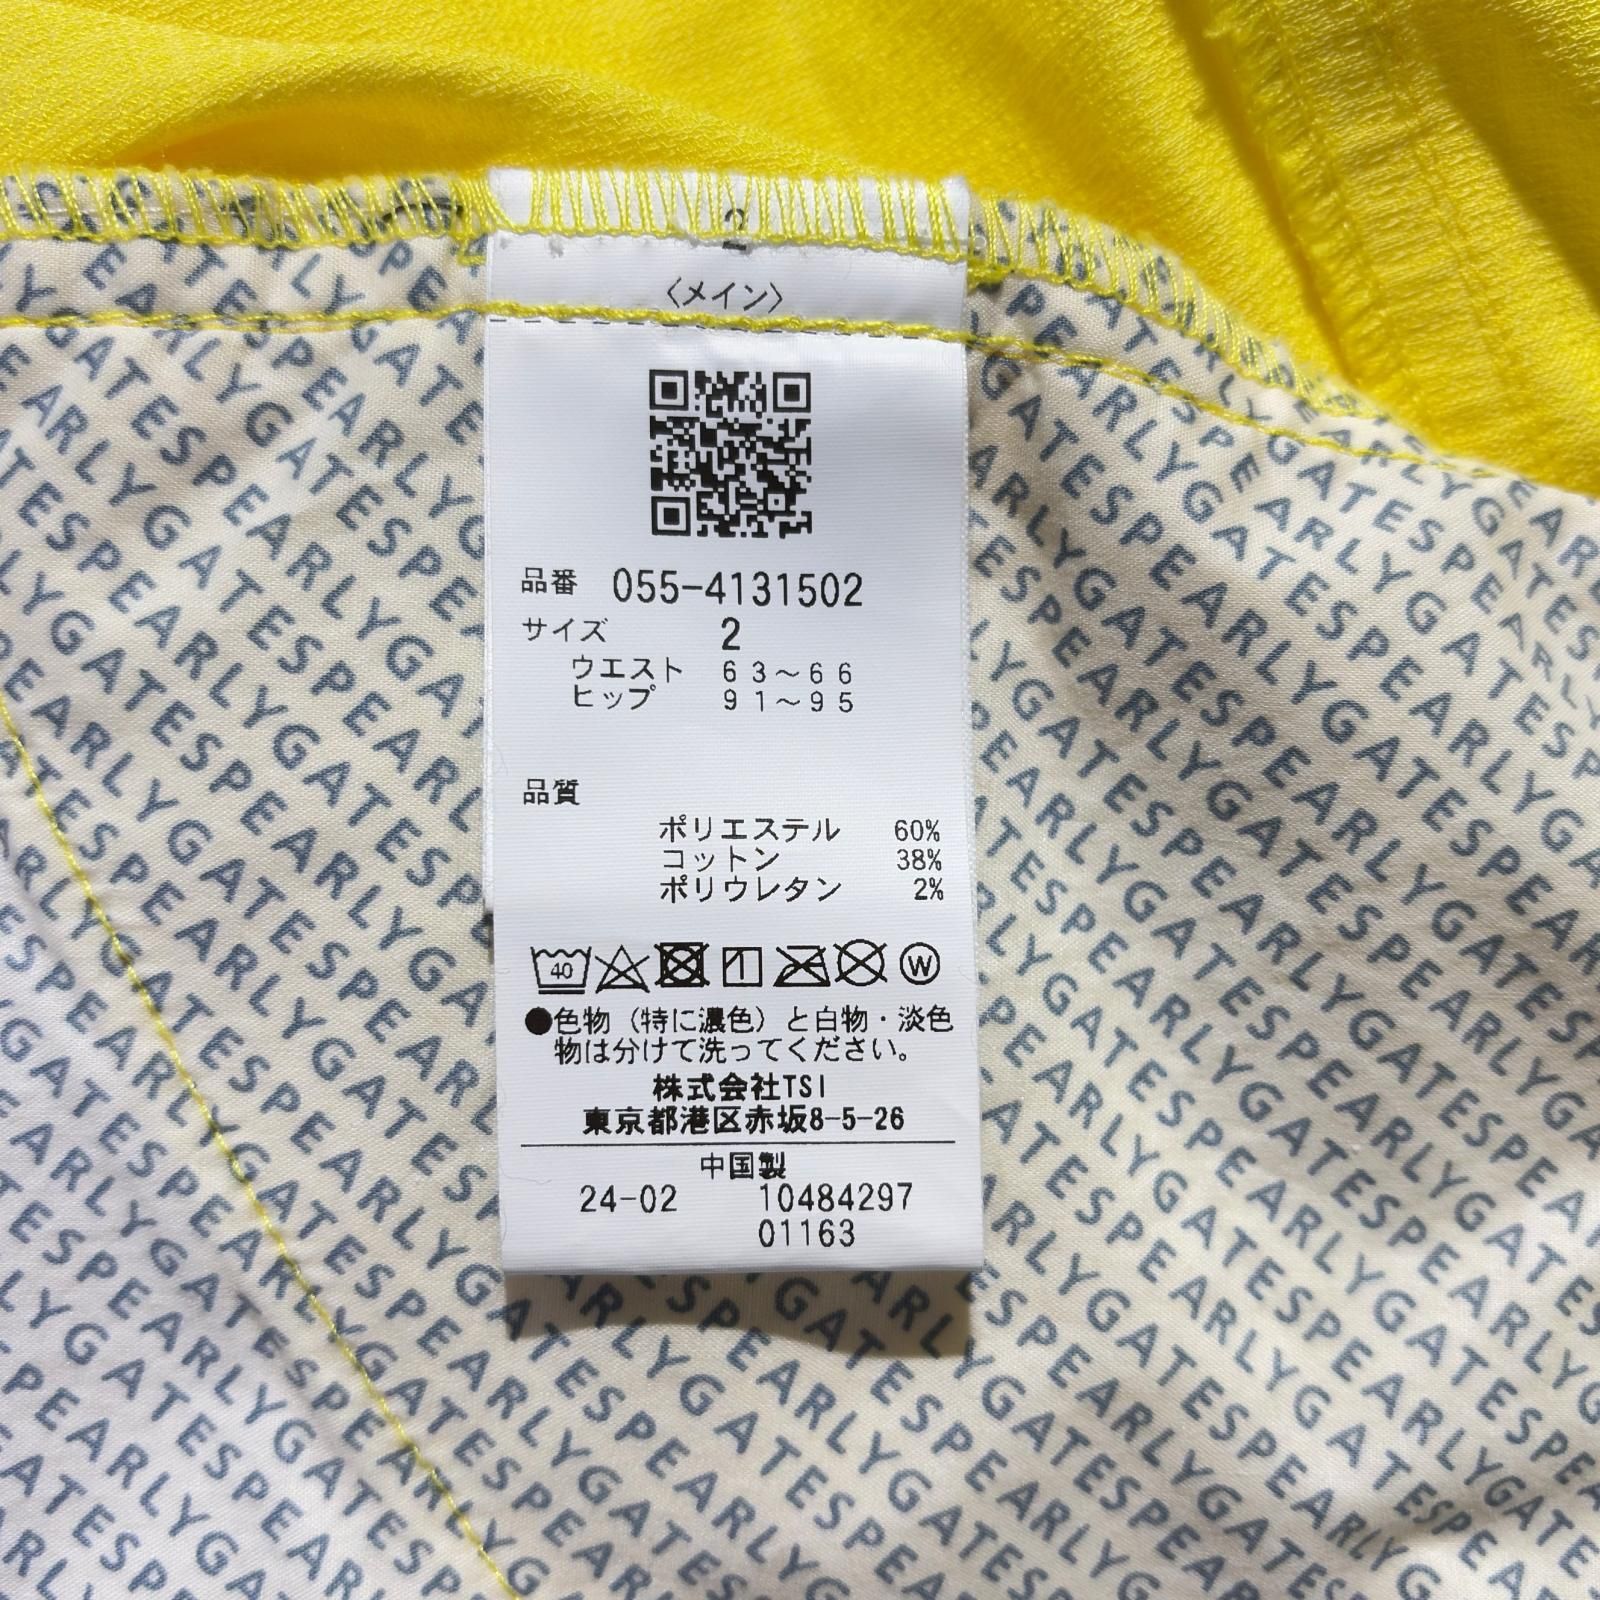 2
〈メイン〉
品番 055-4131502
サイズ 2
ウエスト 63～66
ヒップ 91～95
品質
ポリエステル 60%
コットン 38%
ポリウレタン 2%
40
W
●色物（特に濃色）と白物・淡色
物は分けて洗ってください。
株式会社TSI
東京都港区赤坂8-5-26
中国製
24-02 10484297
01163
PEARLYGATES